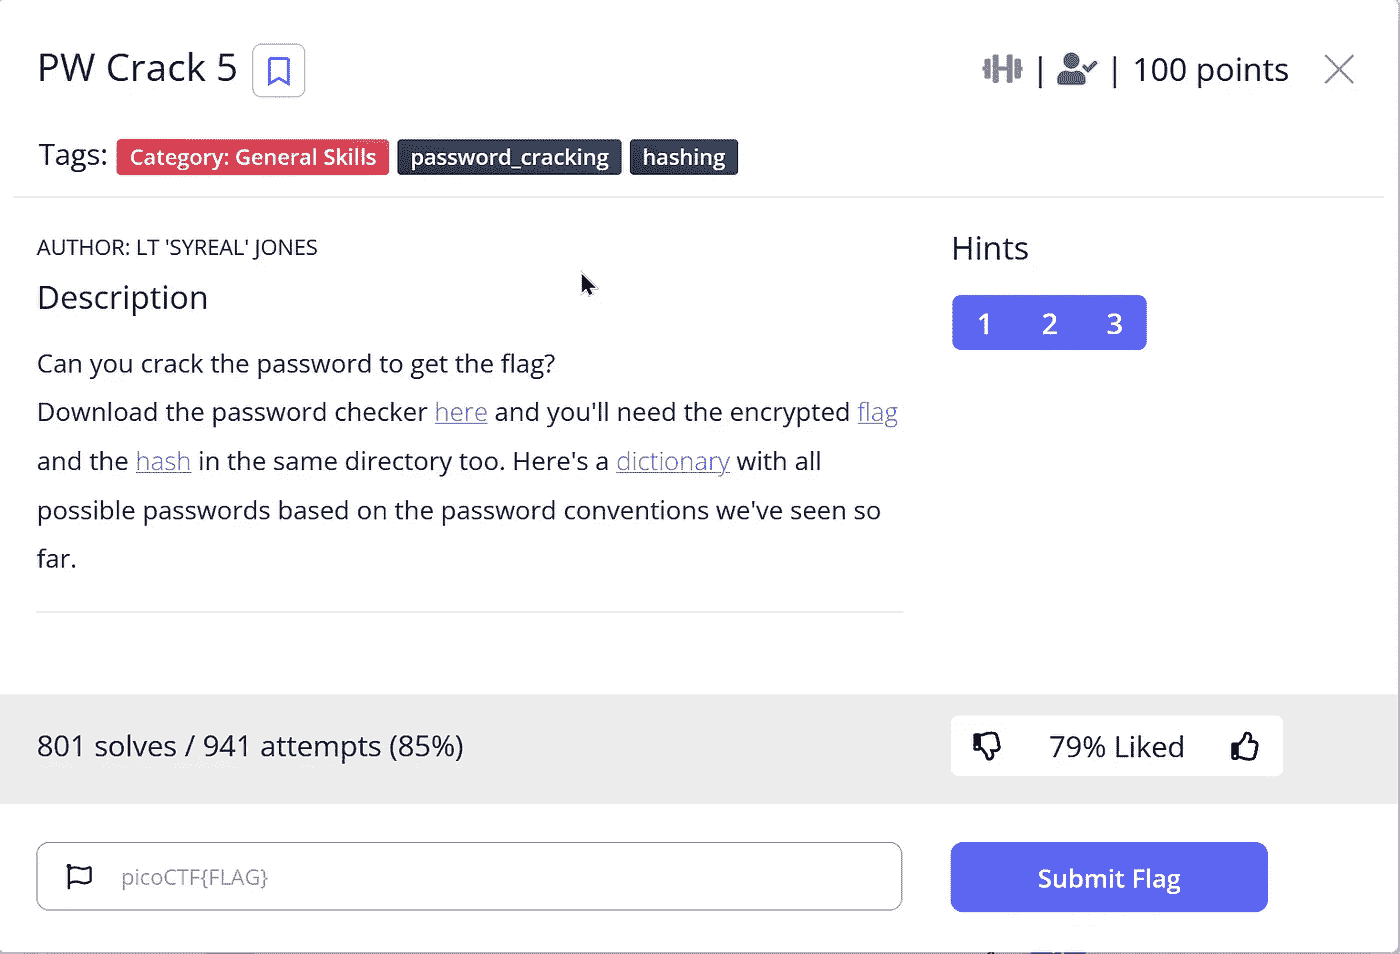 PW Crack 5
| | 100 points
Tags: Category: General Skills password_cracking hashing
AUTHOR: LT 'SYREAL' JONES
Description
Can you crack the password to get the flag?
Download the password checker here and you'll need the encrypted flag
and the hash in the same directory too. Here's a dictionary with all
possible passwords based on the password conventions we've seen so
far.
Hints
1 2 3
801 solves / 941 attempts (85%)
79% Liked
picoCTF{FLAG}
Submit Flag